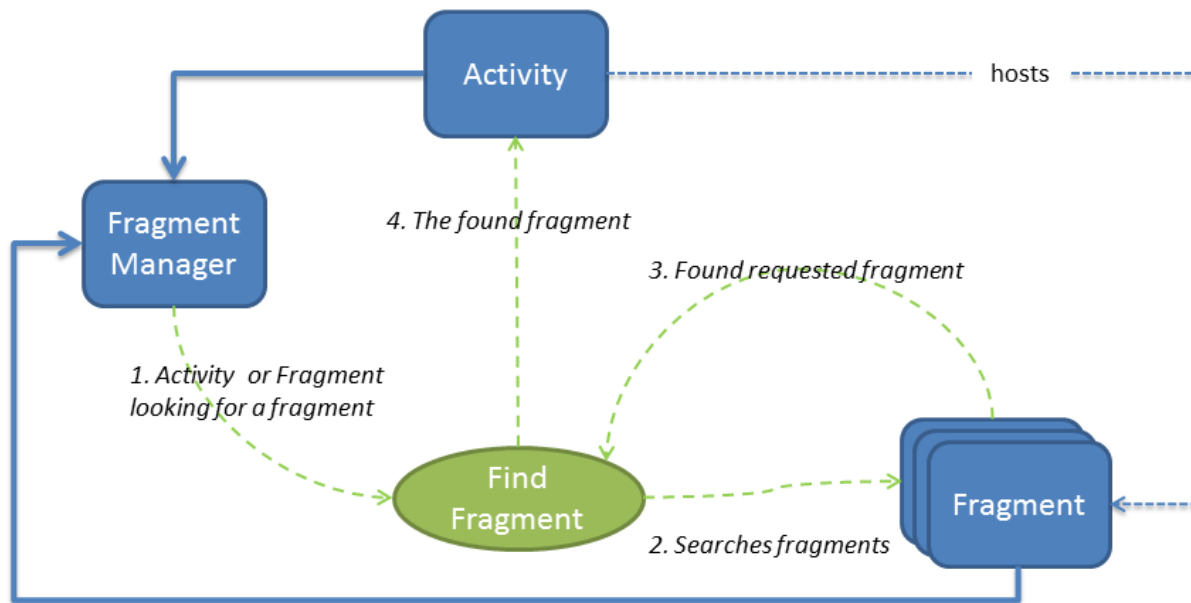 Activity
hosts
Fragment
Manager
4. The found fragment
3. Found requested fragment
1. Activity  or Fragment
looking for a fragment
Find
Fragment
Fragment
2. Searches fragments